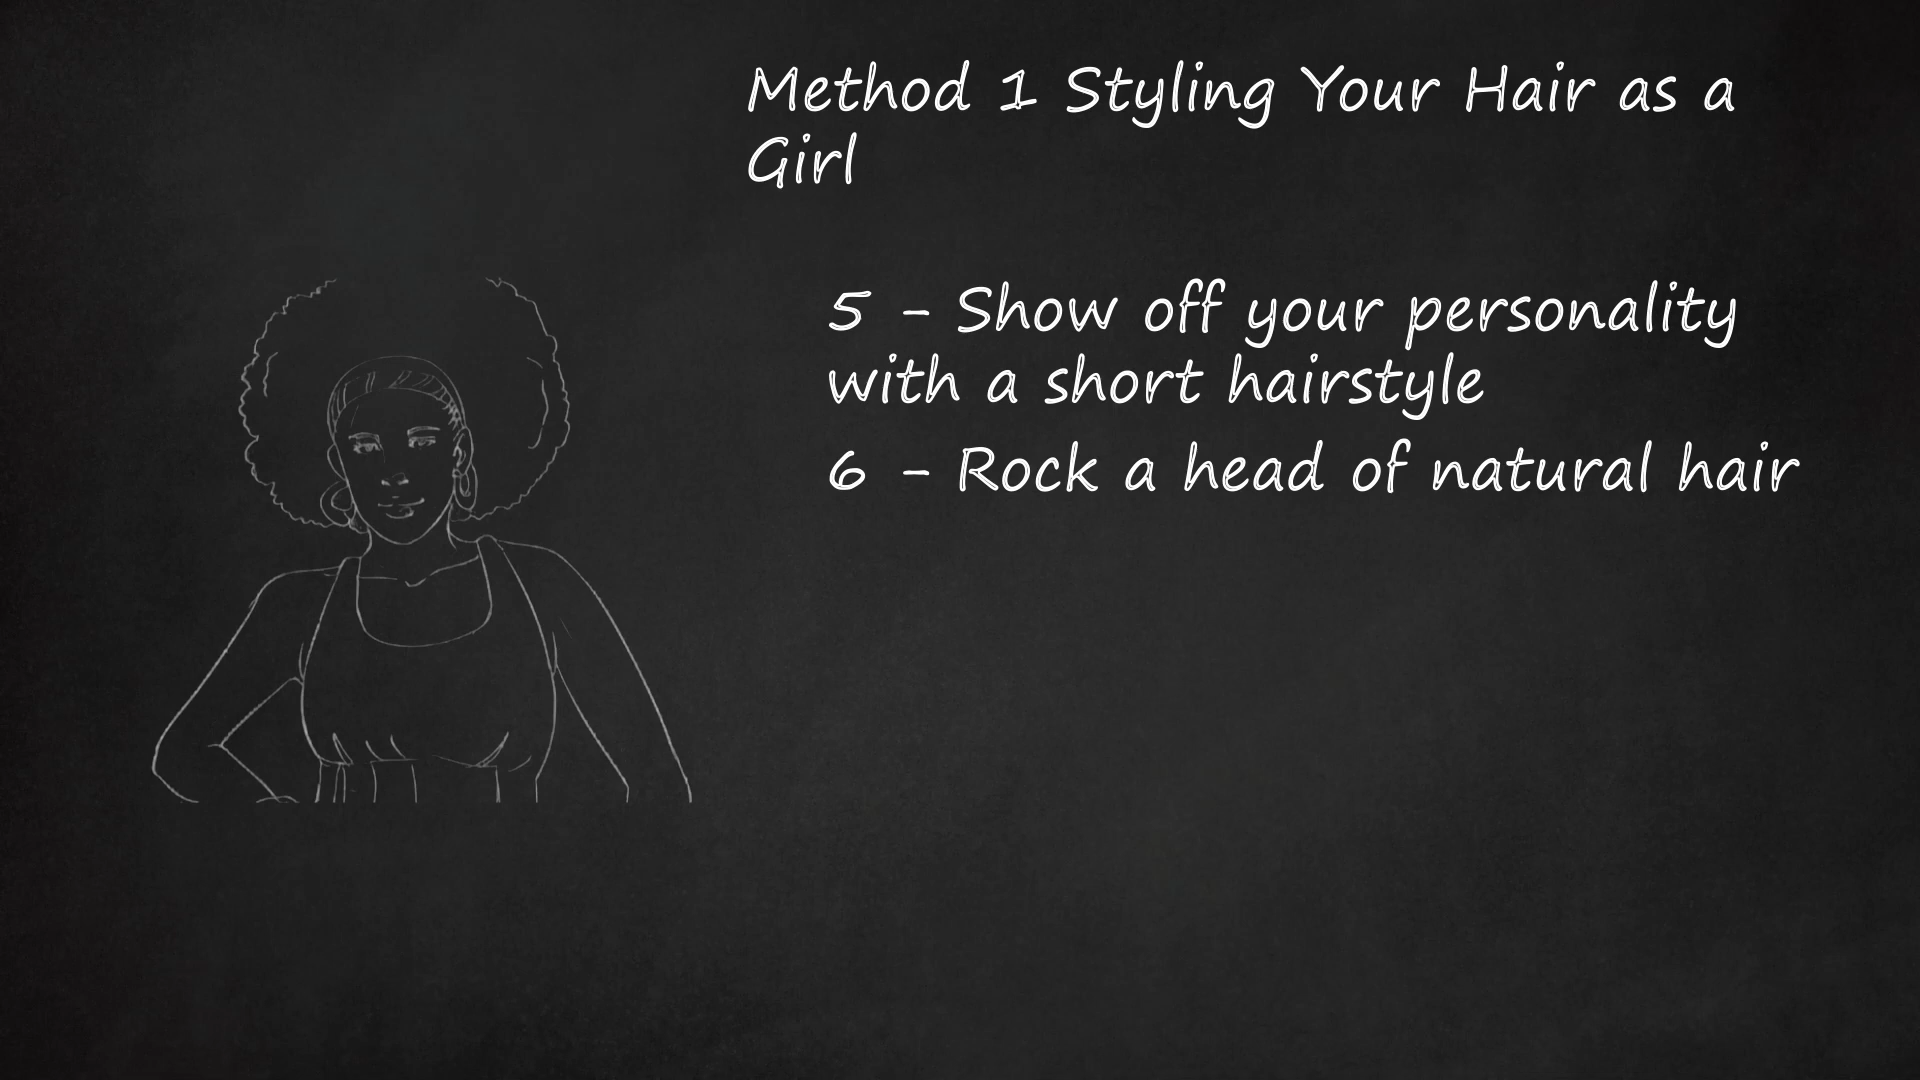 Method 1 Styling Your Hair as a
Girl
5 - Show off your personality
with a short hairstyle
6 - Rock a head of natural hair